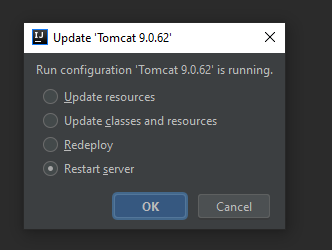 IJ
Update 'Tomcat 9.0.62'
Run configuration 'Tomcat 9.0.62' is running.
Update resources
Update classes and resources
Redeploy
Restart server
OK
Cancel